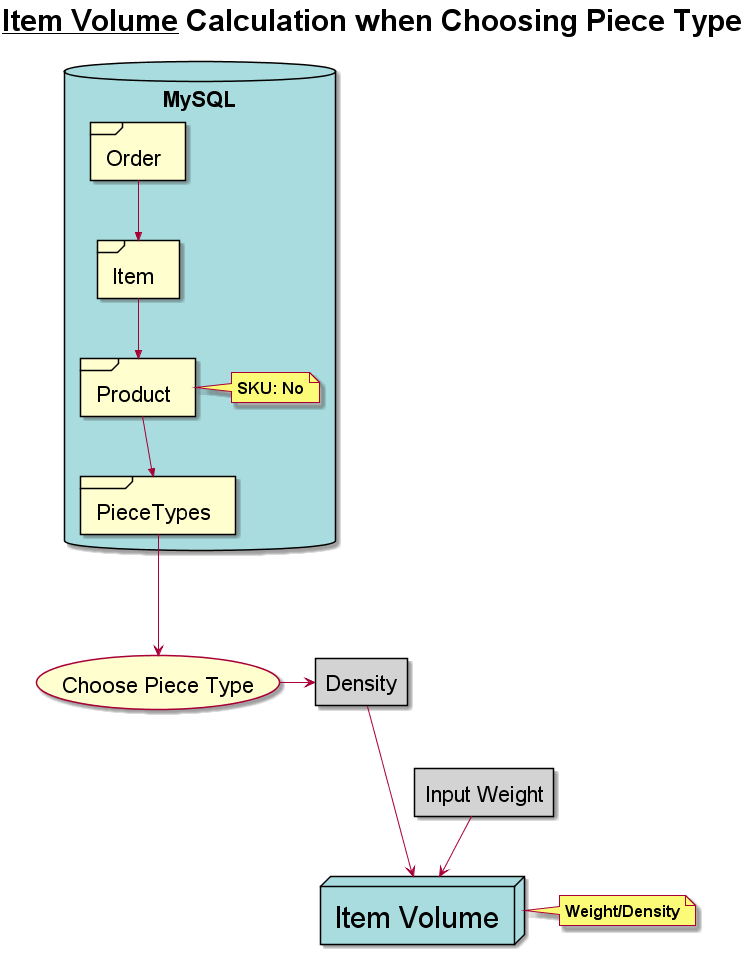 Item Volume Calculation when Choosing Piece Type
MySQL
Order
Item
Product
SKU: No
PieceTypes
Choose Piece Type
Density
Input Weight
Item Volume
Weight/Density